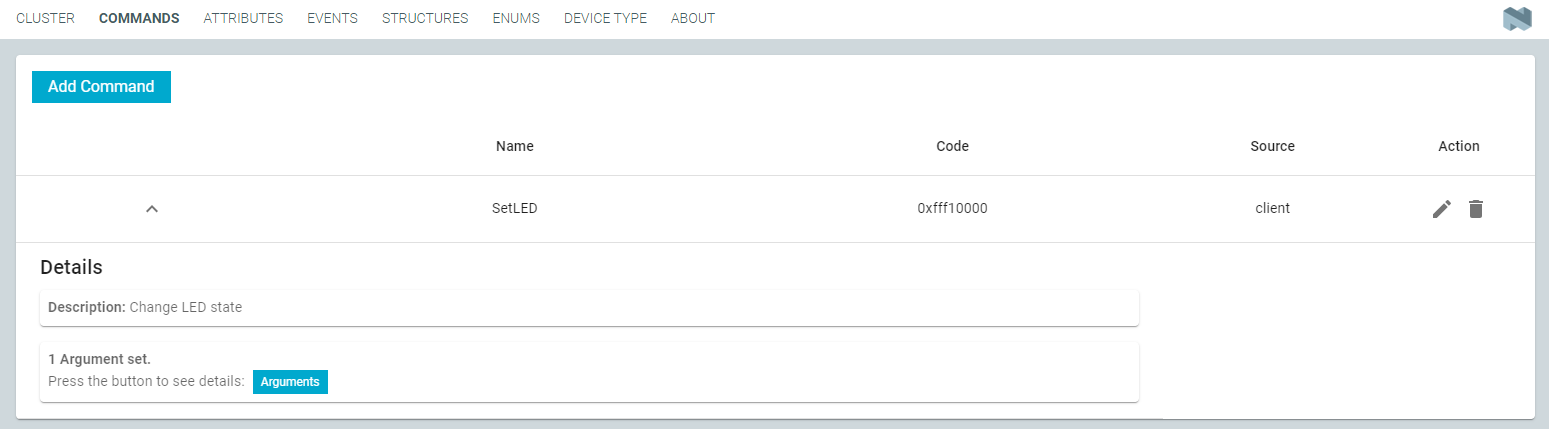 CLUSTER COMMANDS ATTRIBUTES EVENTS STRUCTURES ENUMS DEVICE TYPE ABOUT
Add Command
Name Code Source Action
SetLED 0xfff10000 client
Details
Description: Change LED state
1 Argument set.
Press the button to see details: Arguments